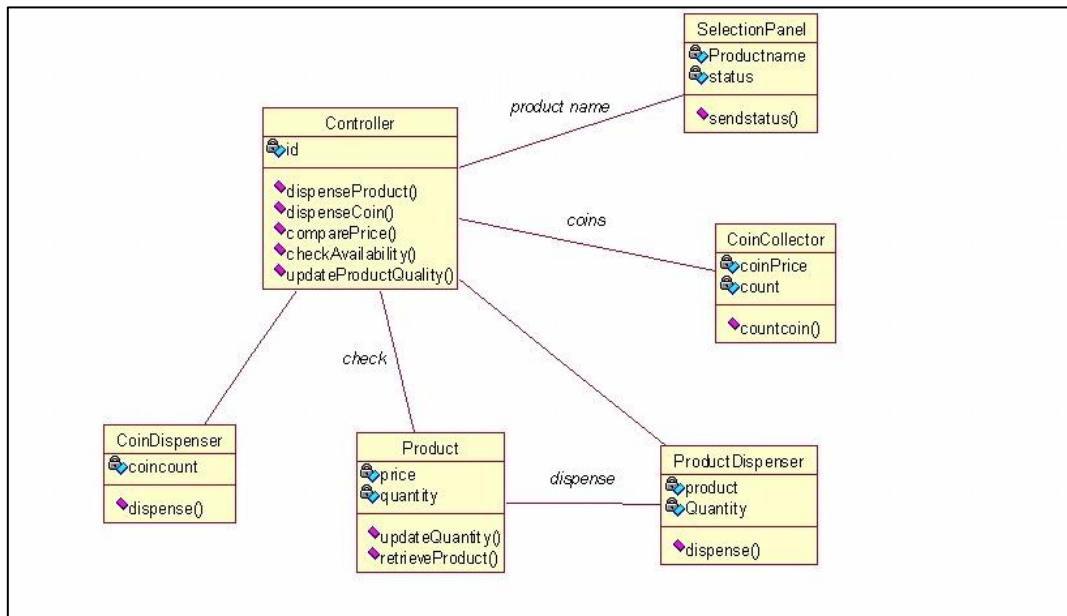 SelectionPanel
Productname
status
sendstatus()
product name
Controller
id
dispenseProduct()
dispenseCoin()
comparePrice()
checkAvailability()
updateProductQuality()
coins
CoinCollector
coinPrice
count
countcoin()
check
CoinDispenser
coincount
dispense()
Product
price
quantity
updateQuantity()
retrieveProduct()
dispense
ProductDispenser
product
Quantity
dispense()